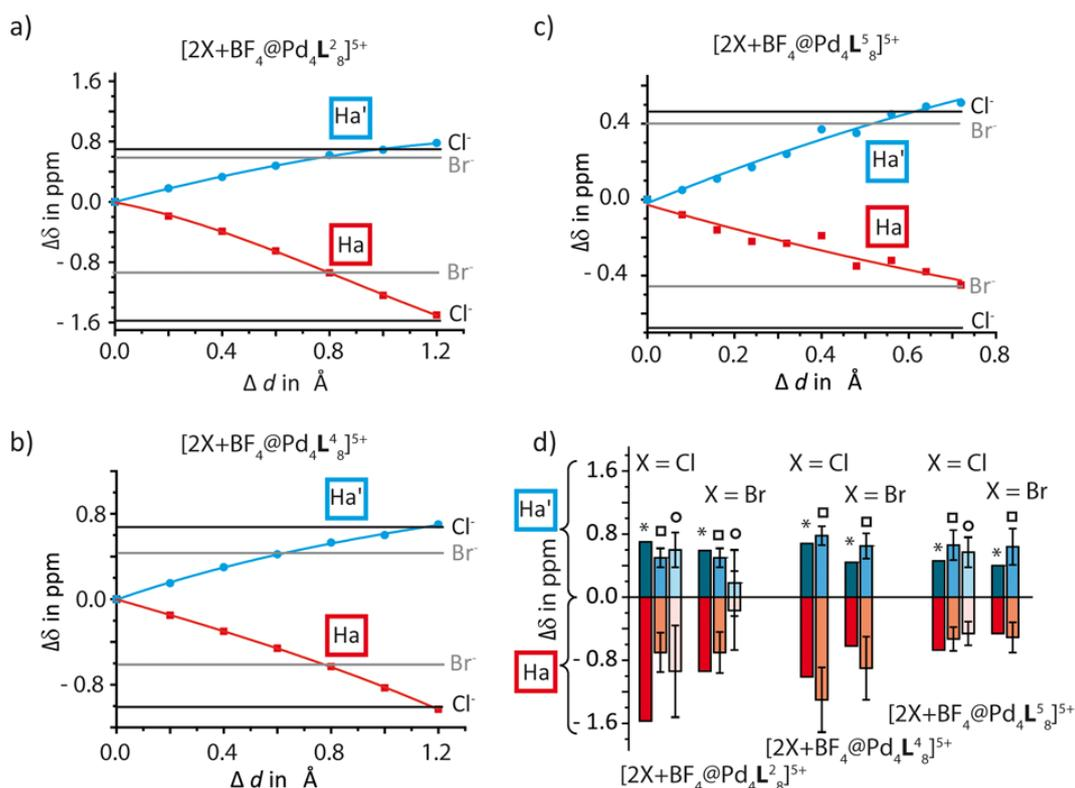 a)
[2X+BF4@Pd4L²8]5+
1.6
0.8
0.0
- 0.8
- 1.6
Δδ in ppm
Ha'
Ha
Cl-
Br-
Br-
Cl-
0.0 0.4 0.8 1.2
Δ d in Å
c)
[2X+BF4@Pd4L⁵8]5+
0.4
0.0
- 0.4
Δδ in ppm
Cl-
Br-
Ha'
Ha
Br-
Cl-
0.0 0.2 0.4 0.6 0.8
Δ d in Å
b)
[2X+BF4@Pd4L⁴8]5+
0.8
0.0
- 0.8
Δδ in ppm
Ha'
Ha
Cl-
Br-
Br-
Cl-
0.0 0.4 0.8 1.2
Δ d in Å
d)
1.6
0.8
0.0
- 0.8
- 1.6
Δδ in ppm
Ha'
Ha
X = Cl X = Cl X = Cl
X = Br X = Br X = Br
* * * * * *
[2X+BF4@Pd4L⁵8]5+
[2X+BF4@Pd4L⁴8]5+
[2X+BF4@Pd4L²8]5+